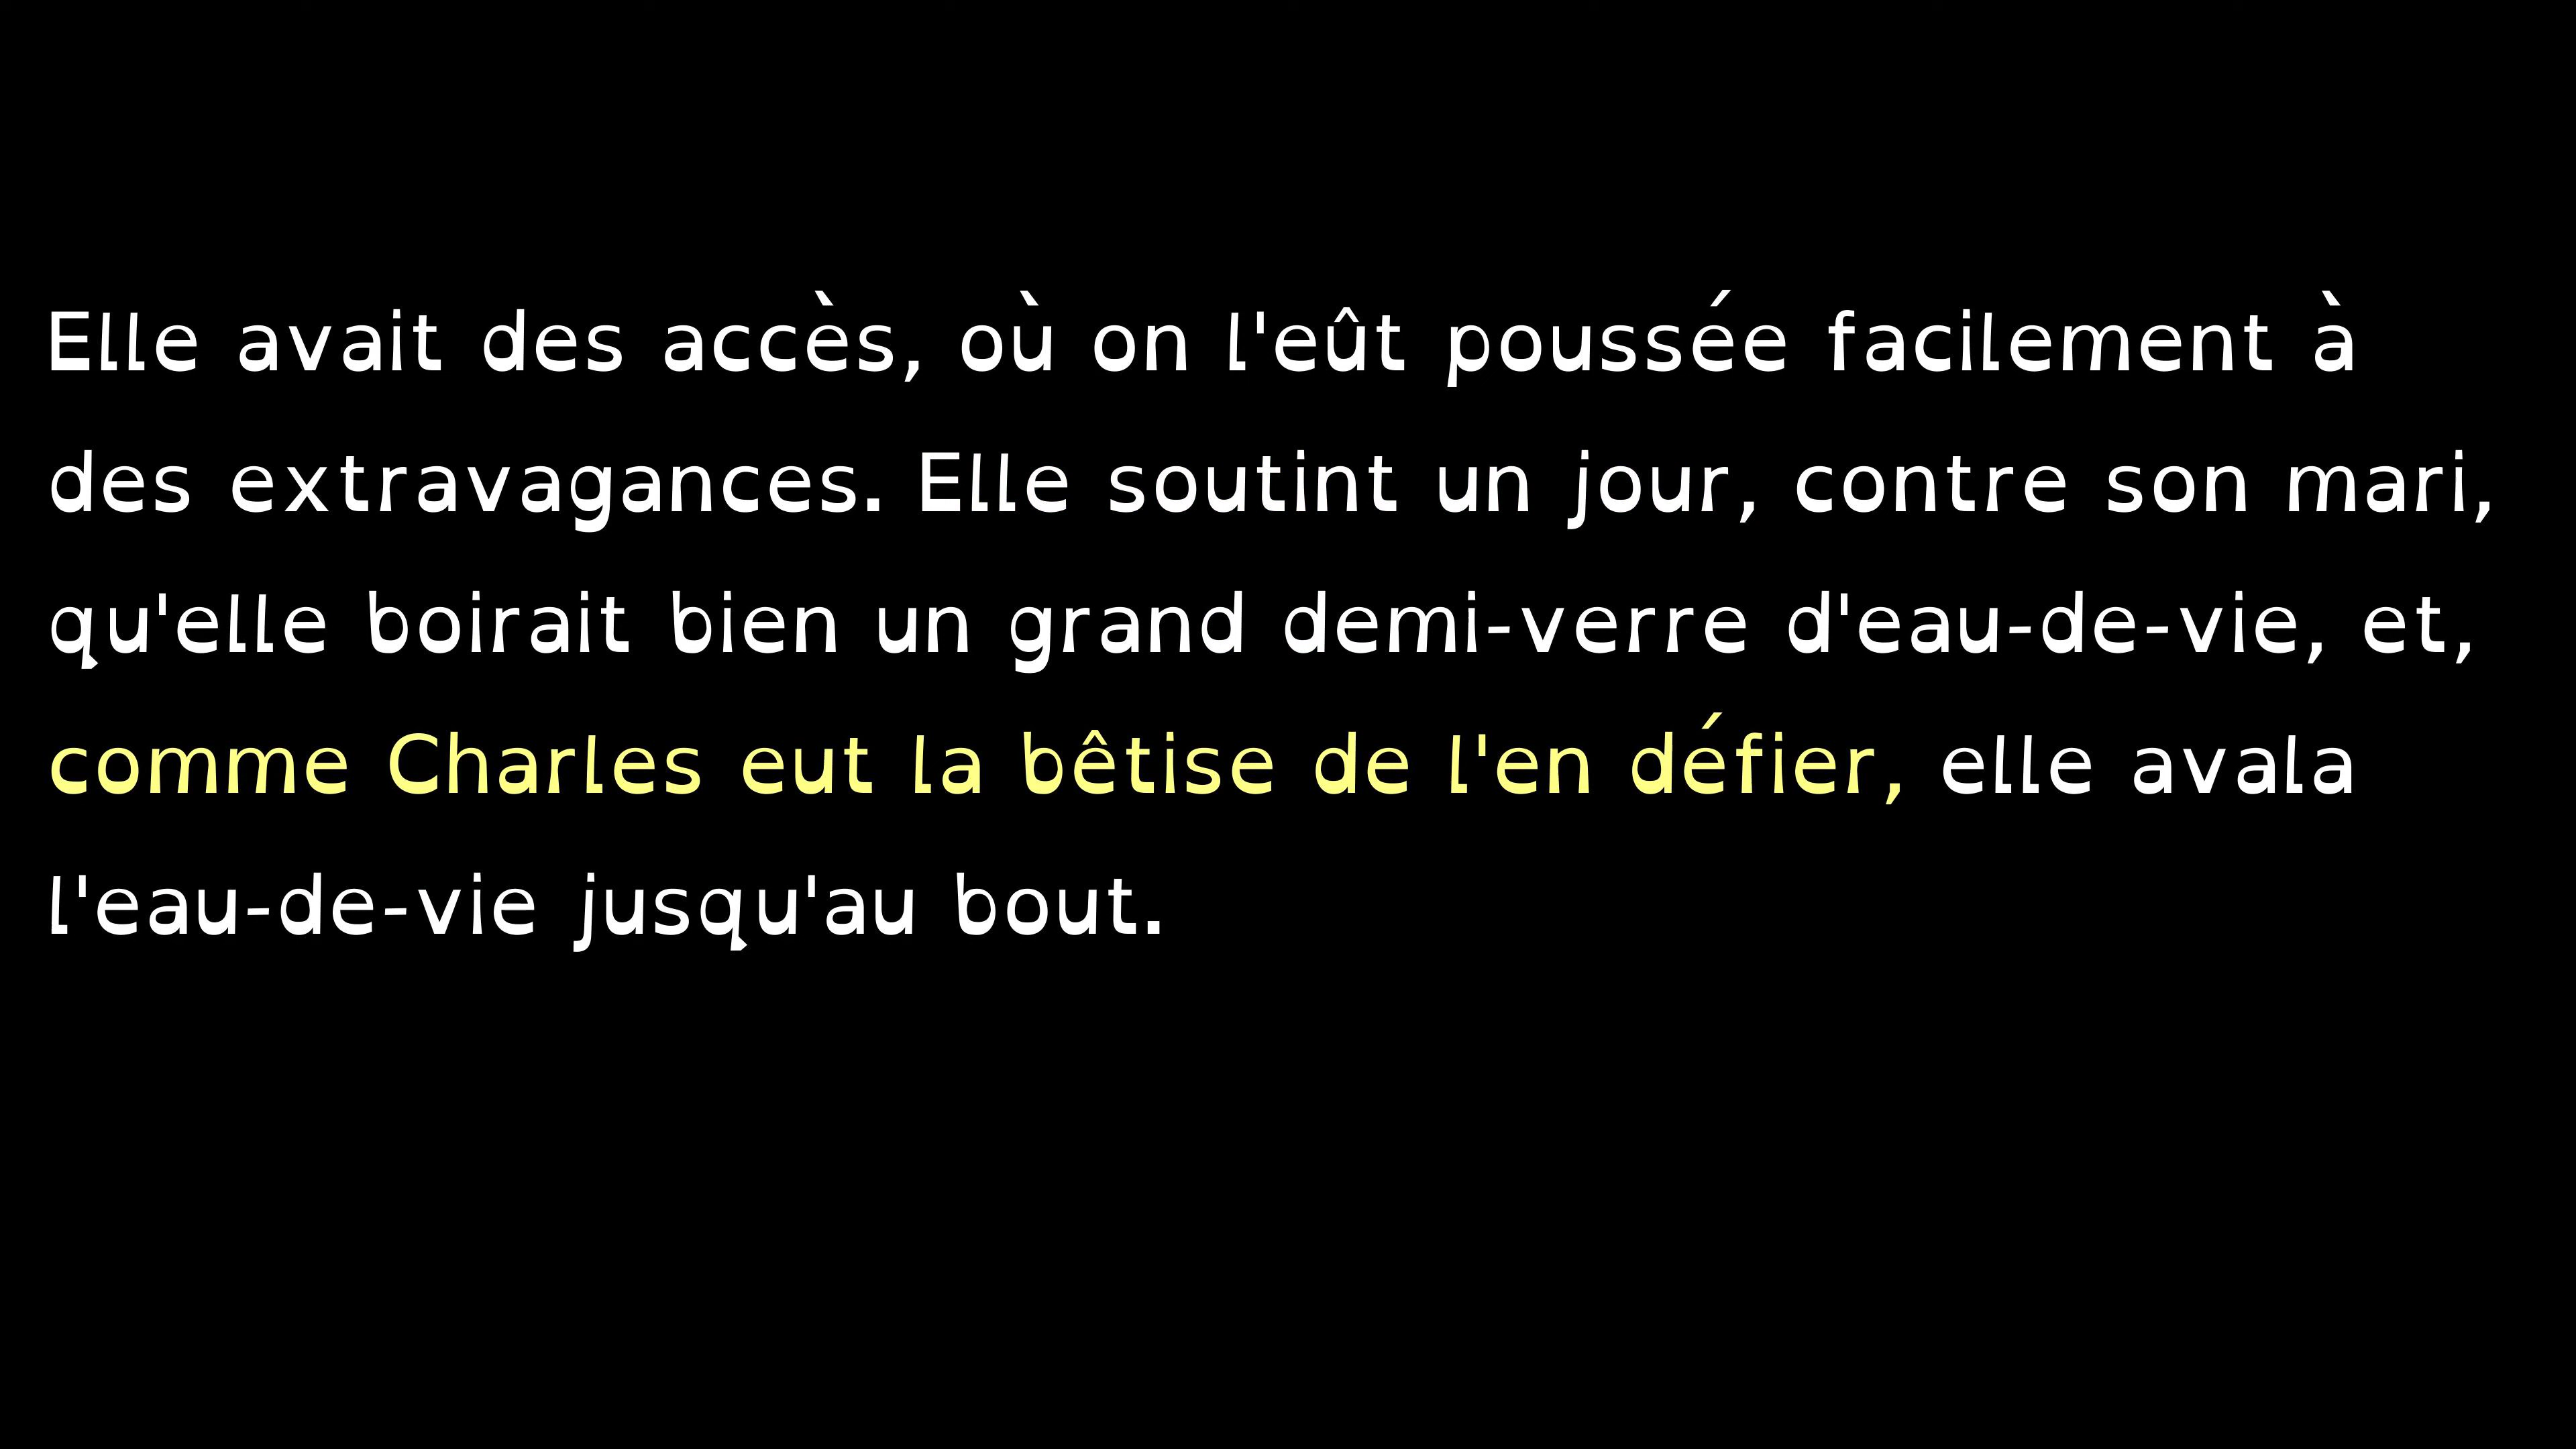 Elle avait des accès, où on l'eût poussée facilement à
des extravagances. Elle soutint un jour, contre son mari,
qu'elle boirait bien un grand demi-verre d'eau-de-vie, et,
comme Charles eut la bêtise de l'en défier, elle avala
l'eau-de-vie jusqu'au bout.